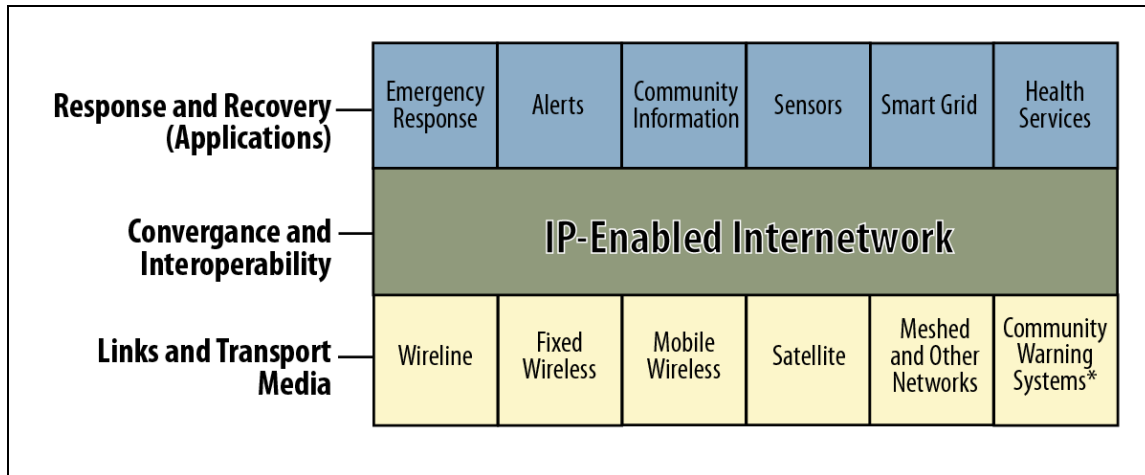 Response and Recovery
(Applications)
Emergency
Response
Alerts
Community
Information
Sensors
Smart Grid
Health
Services
Convergance and
Interoperability
IP-Enabled Internetwork
Links and Transport
Media
Wireline
Fixed
Wireless
Mobile
Wireless
Satellite
Meshed
and Other
Networks
Community
Warning
Systems*